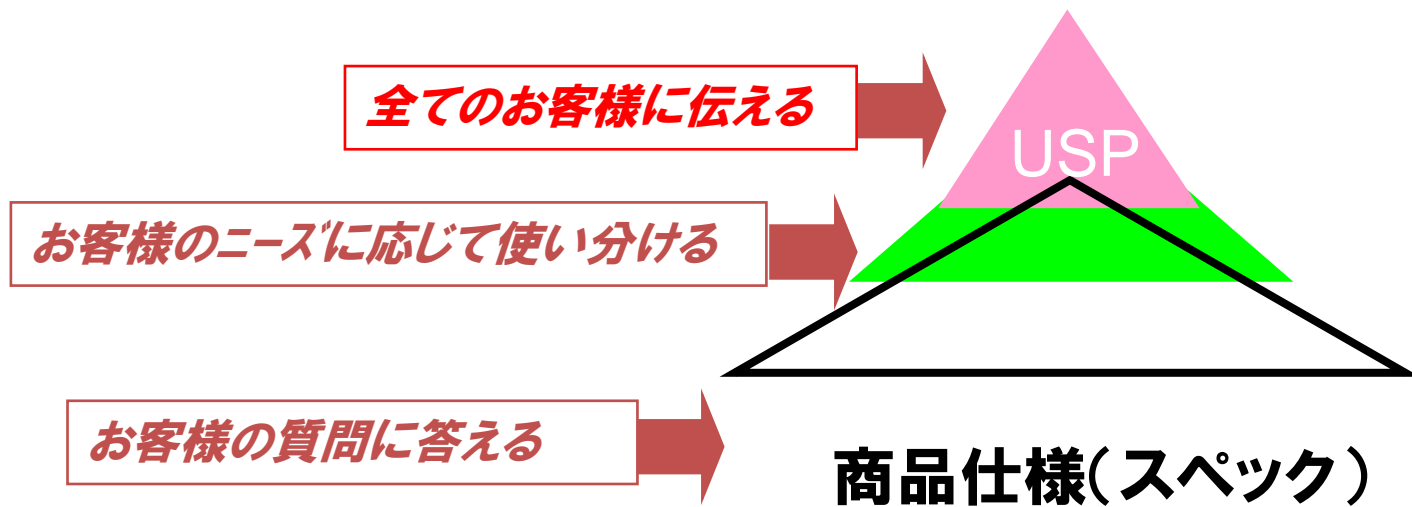 全てのお客様に伝える
USP
お客様のニーズに応じて使い分ける
お客様の質問に答える
商品仕様（スペック）